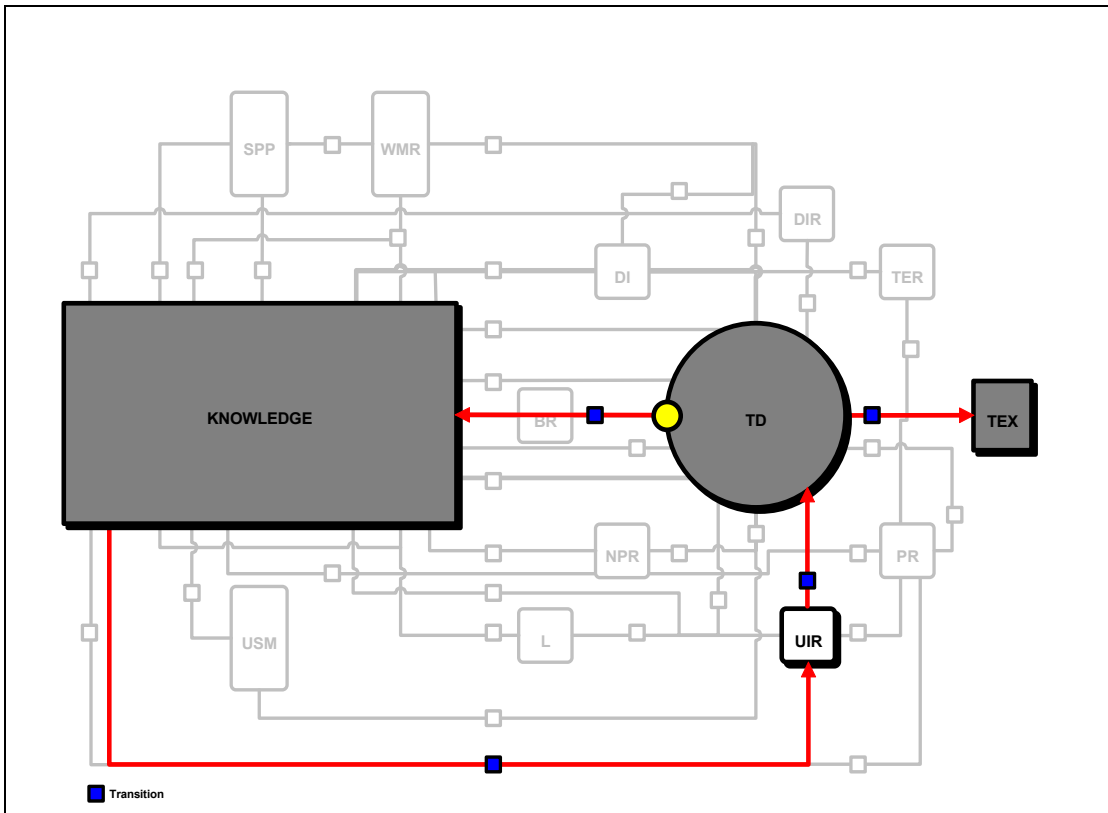 SPP
WMR
DIR
DI
TER
KNOWLEDGE
BR
TD
TEX
NPR
PR
USM
L
UIR
Transition